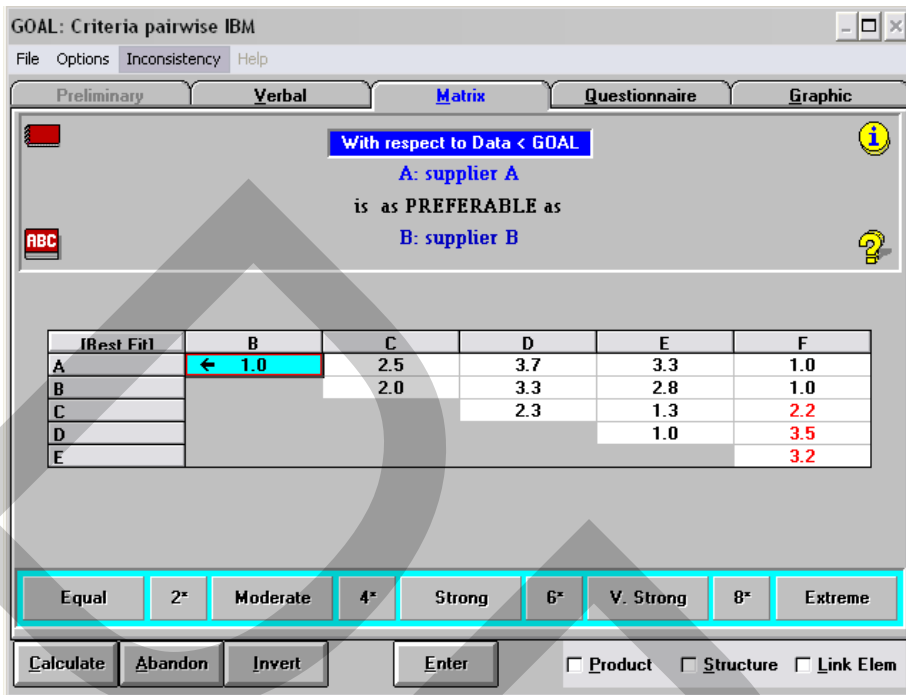 GOAL: Criteria pairwise IBM
File Options Inconsistency Help
Preliminary Verbal Matrix Questionnaire Graphic
With respect to Data < GOAL
i
A: supplier A
is as PREFERABLE as
ABC
B: supplier B
?
[Best Fit] B C D E F
A ← 1.0 2.5 3.7 3.3 1.0
B 2.0 3.3 2.8 1.0
C 2.3 1.3 2.2
D 1.0 3.5
E 3.2
Equal 2* Moderate 4* Strong 6* V. Strong 8* Extreme
Calculate Abandon Invert Enter Product Structure Link Elem